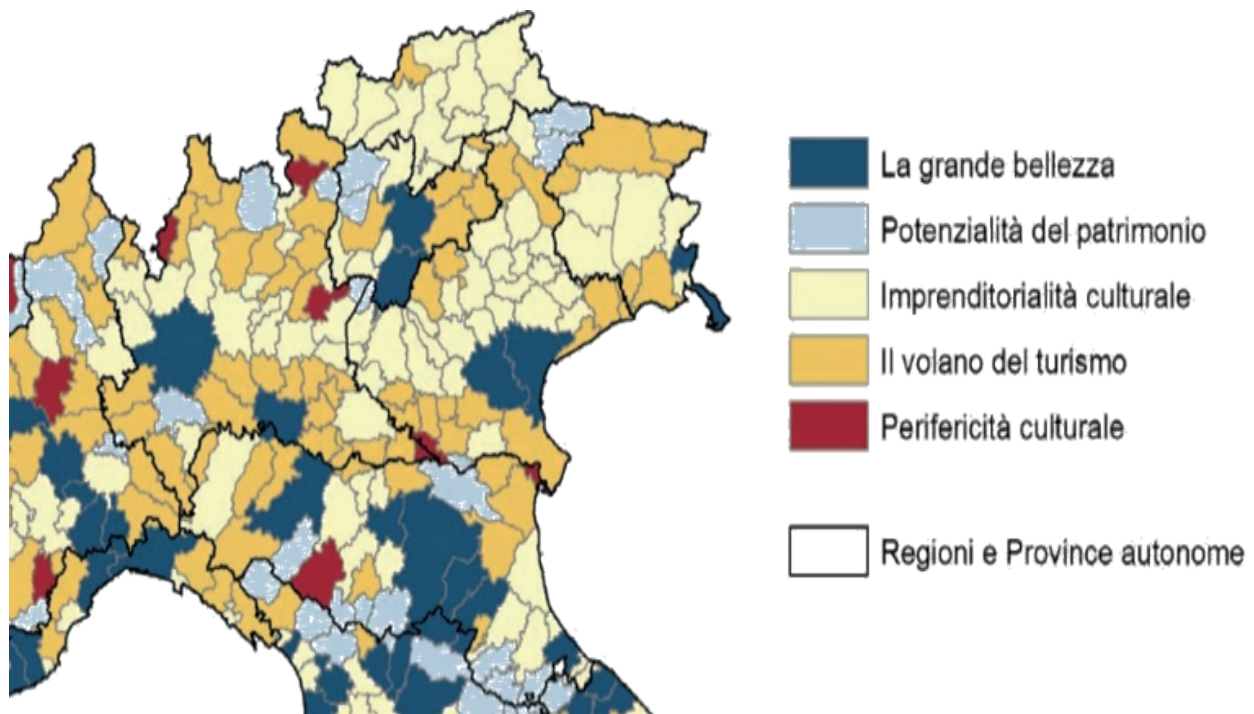 La grande bellezza
Potenzialità del patrimonio
Imprenditorialità culturale
Il volano del turismo
Perifericità culturale
Regioni e Province autonome